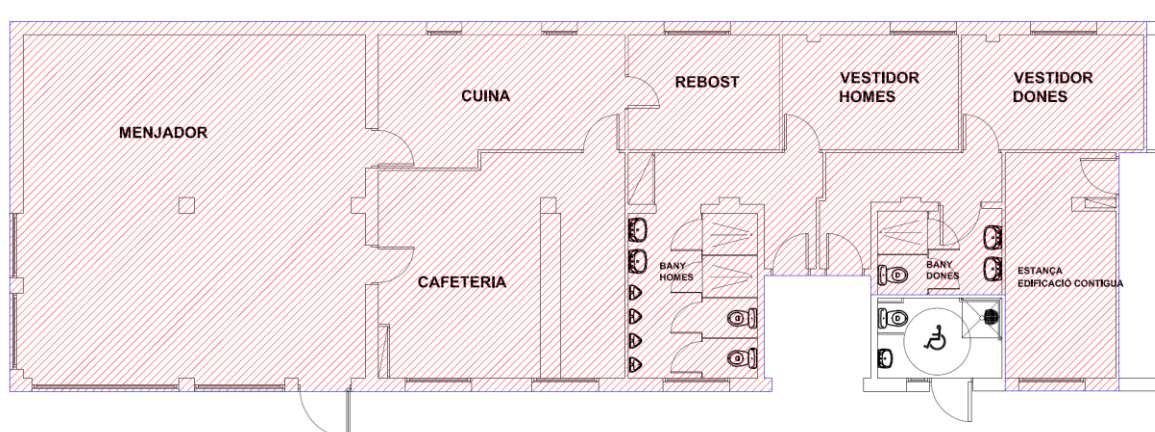 MENJADOR
CUINA
REBOST
VESTIDOR
HOMES
VESTIDOR
DONES
CAFETERIA
BANY
HOMES
BANY
DONES
ESTANÇA
EDIFICACIÓ CONTIGUA